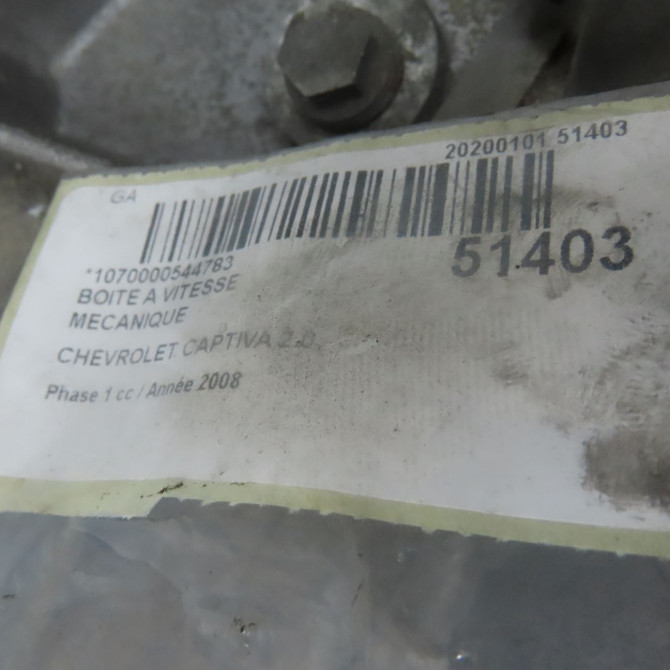 GA
20200101 51403
*1070000544783
51403
BOITE A VITESSE
MECANIQUE
CHEVROLET CAPTIVA 2.0
Phase 1 cc / Année 2008